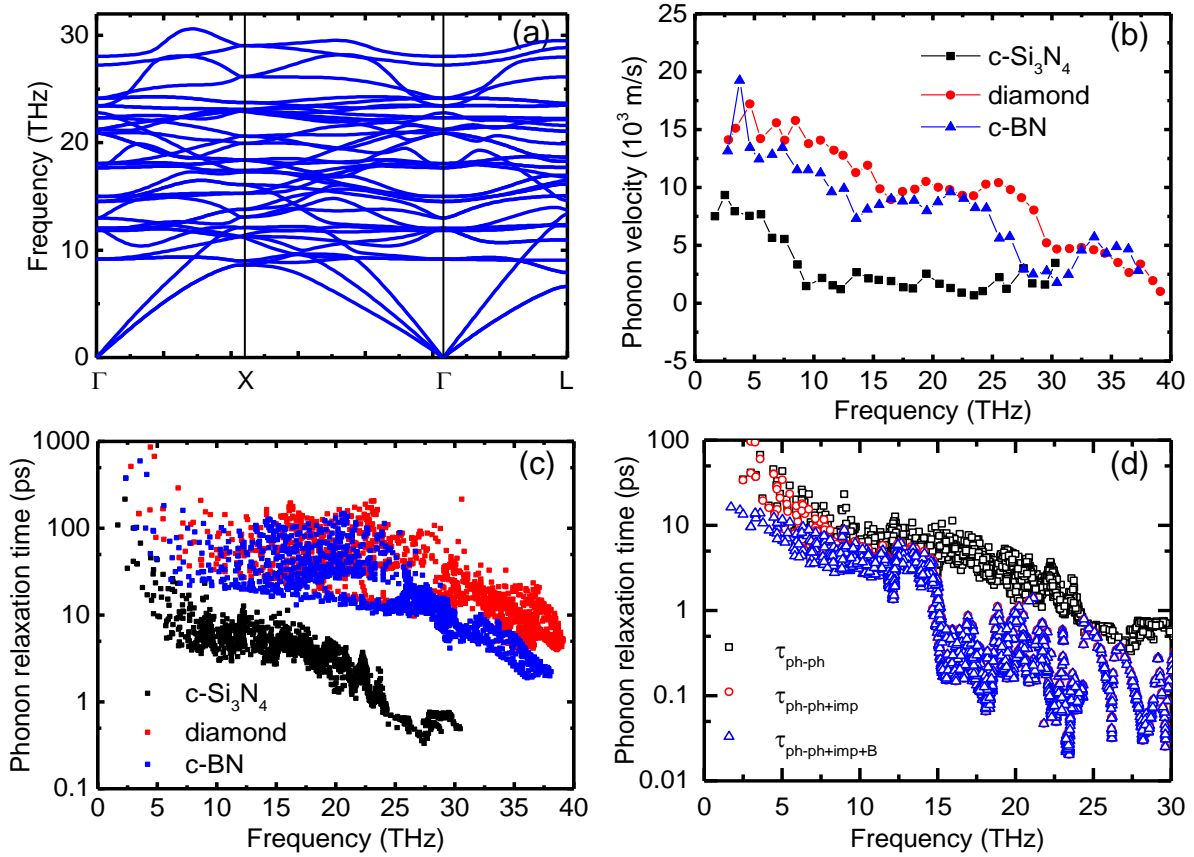 (a)
30
20
10
0
Frequency (THz)
Γ X Γ L
(b)
c-Si₃N₄
diamond
c-BN
25
20
15
10
5
0
-5
Phonon velocity (10³ m/s)
0 5 10 15 20 25 30 35 40
Frequency (THz)
(c)
1000
100
10
1
0.1
Phonon relaxation time (ps)
c-Si₃N₄
diamond
c-BN
0 5 10 15 20 25 30 35 40
Frequency (THz)
(d)
100
10
1
0.1
0.01
Phonon relaxation time (ps)
τph-ph
τph-ph+imp
τph-ph+imp+B
0 5 10 15 20 25 30
Frequency (THz)